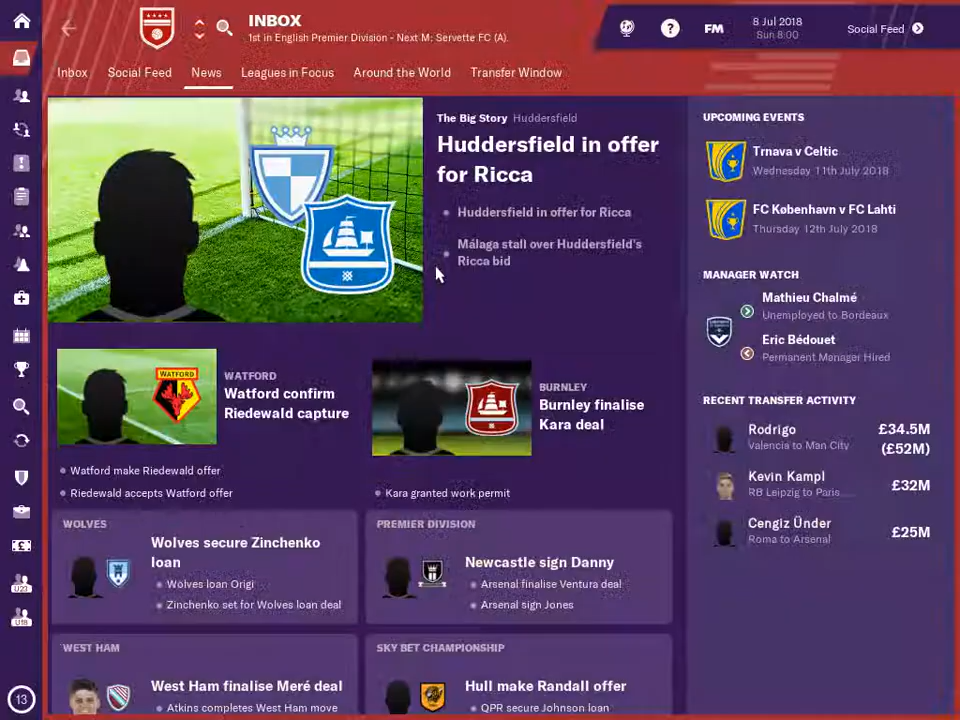 INBOX
1st in English Premier Division - Next M: Servette FC (A).
FM
8 Jul 2018
Sun 8:00
Social Feed
Inbox
Social Feed
News
Leagues in Focus
Around the World
Transfer Window
The Big Story Huddersfield
Huddersfield in offer
for Ricca
Huddersfield in offer for Ricca
Málaga stall over Huddersfield's
Ricca bid
WATFORD
WATFORD
Watford confirm
Riedewald capture
Watford make Riedewald offer
Riedewald accepts Watford offer
BURNLEY
Burnley finalise
Kara deal
Kara granted work permit
WOLVES
Wolves secure Zinchenko
loan
Wolves loan Origi
Zinchenko set for Wolves loan deal
PREMIER DIVISION
Newcastle sign Danny
Arsenal finalise Ventura deal
Arsenal sign Jones
WEST HAM
West Ham finalise Meré deal
Atkins completes West Ham move
SKY BET CHAMPIONSHIP
Hull make Randall offer
QPR secure Johnson loan
UPCOMING EVENTS
Trnava v Celtic
Wednesday 11th July 2018
FC København v FC Lahti
Thursday 12th July 2018
MANAGER WATCH
Mathieu Chalmé
Unemployed to Bordeaux
Eric Bédouet
Permanent Manager Hired
RECENT TRANSFER ACTIVITY
Rodrigo
Valencia to Man City
£34.5M
(£52M)
Kevin Kampl
RB Leipzig to Paris...
£32M
Cengiz Ünder
Roma to Arsenal
£25M
U23
U18
13